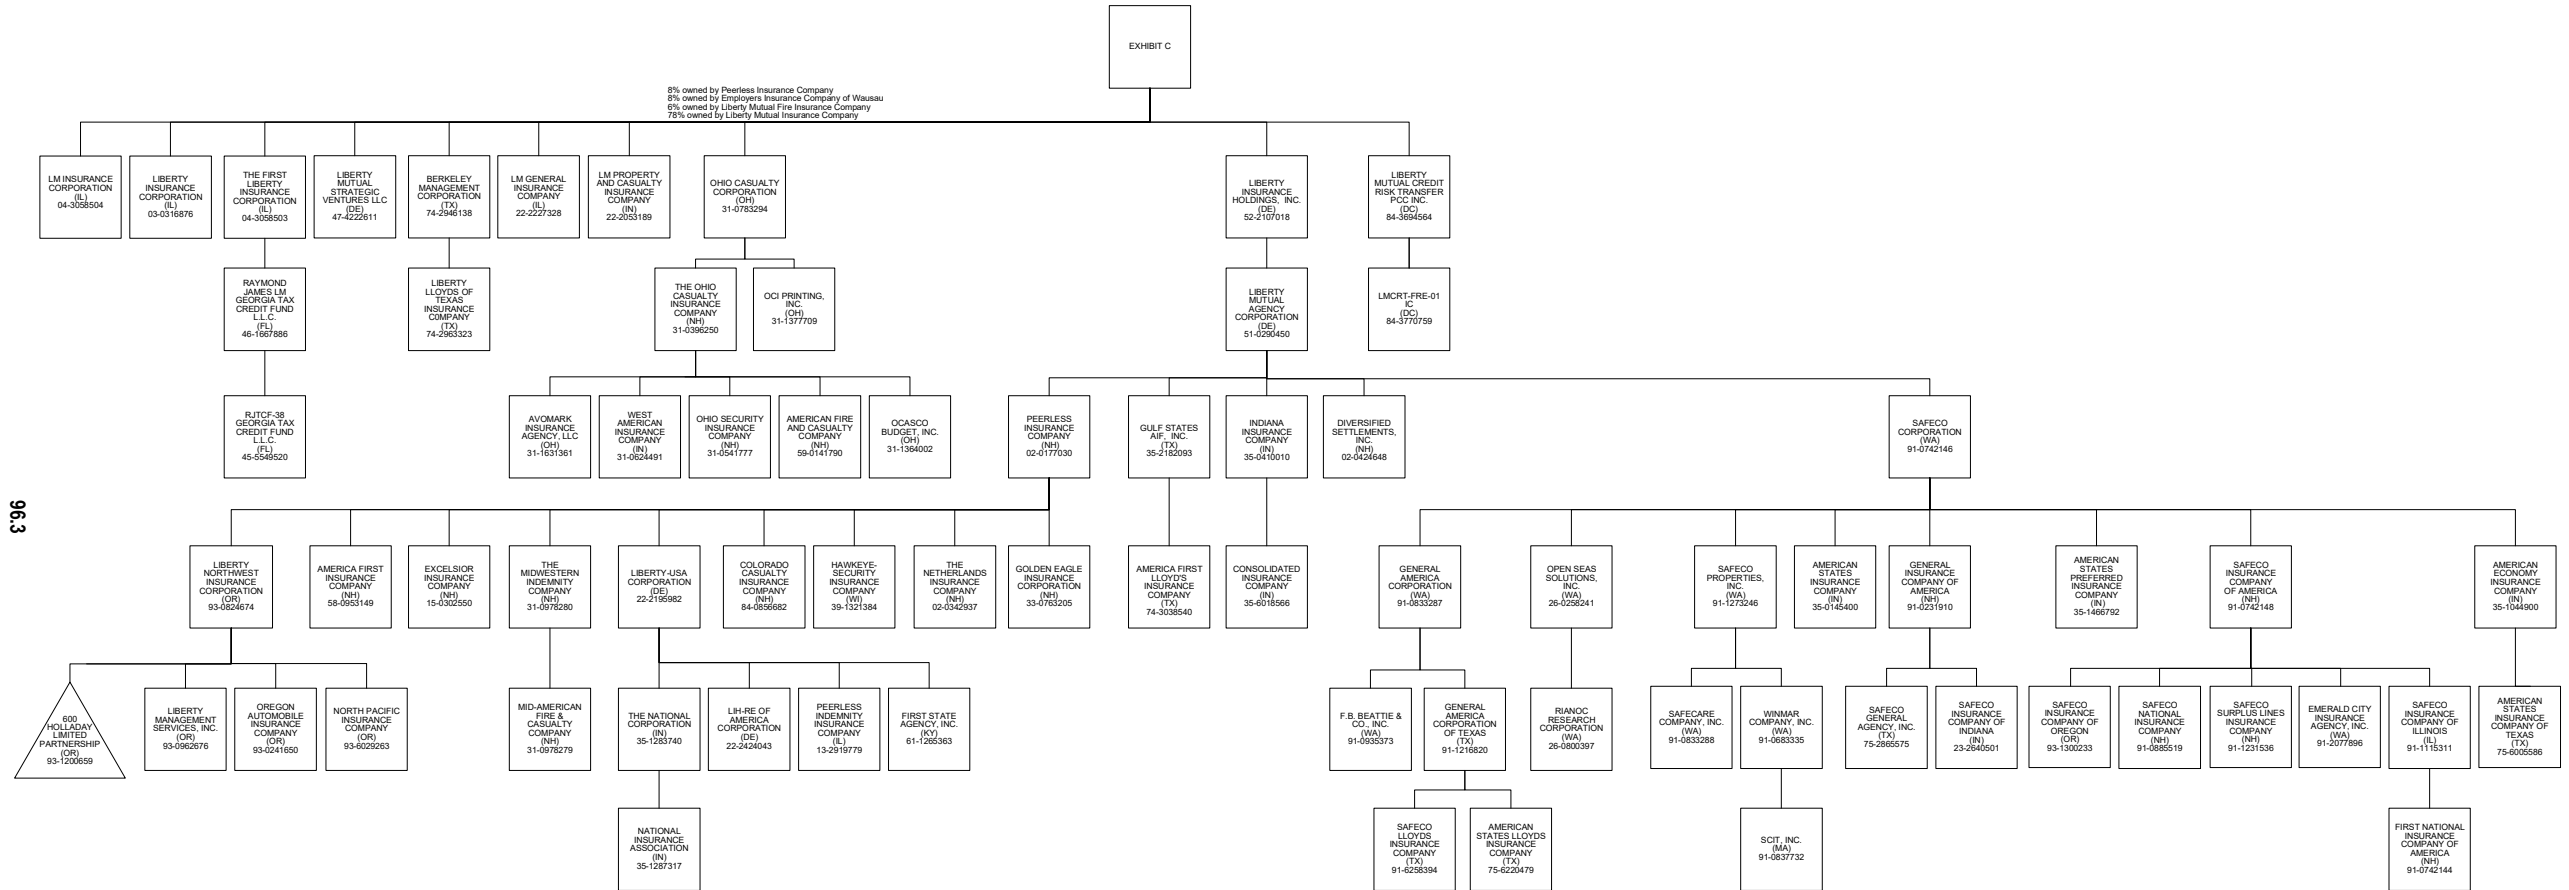 EXHIBIT C
8% owned by Peerless Insurance Company
8% owned by Employers Insurance Company of Wausau
6% owned by Liberty Mutual Fire Insurance Company
78% owned by Liberty Mutual Insurance Company
LM INSURANCE
CORPORATION
(IL)
04-3058504
LIBERTY
INSURANCE
CORPORATION
(IL)
03-0316876
THE FIRST
LIBERTY
INSURANCE
CORPORATION
(IL)
04-3058503
LIBERTY
MUTUAL
STRATEGIC
VENTURES LLC
(DE)
47-4222611
BERKELEY
MANAGEMENT
CORPORATION
(TX)
74-2946138
LM GENERAL
INSURANCE
COMPANY
(IL)
22-2227328
LM PROPERTY
AND CASUALTY
INSURANCE
COMPANY
(IN)
22-2053189
OHIO CASUALTY
CORPORATION
(OH)
31-0783294
LIBERTY
INSURANCE
HOLDINGS, INC.
(DE)
52-2107018
LIBERTY
MUTUAL CREDIT
RISK TRANSFER
PCC INC.
(DC)
84-3694564
RAYMOND
JAMES LM
GEORGIA TAX
CREDIT FUND
L.L.C.
(FL)
46-1667886
LIBERTY
LLOYDS OF
TEXAS
INSURANCE
C0MPANY
(TX)
74-2963323
THE OHIO
CASUALTY
INSURANCE
COMPANY
(NH)
31-0396250
OCI PRINTING,
INC.
(OH)
31-1377709
LIBERTY
MUTUAL
AGENCY
CORPORATION
(DE)
51-0290450
LMCRT-FRE-01
IC
(DC)
84-3770759
RJTCF-38
GEORGIA TAX
CREDIT FUND
L.L.C.
(FL)
45-5549520
AVOMARK
INSURANCE
AGENCY, LLC
(OH)
31-1631361
WEST
AMERICAN
INSURANCE
COMPANY
(IN)
31-0624491
OHIO SECURITY
INSURANCE
COMPANY
(NH)
31-0541777
AMERICAN FIRE
AND CASUALTY
COMPANY
(NH)
59-0141790
OCASCO
BUDGET, INC.
(OH)
31-1364002
PEERLESS
INSURANCE
COMPANY
(NH)
02-0177030
GULF STATES
AIF, INC.
(TX)
35-2182093
INDIANA
INSURANCE
COMPANY
(IN)
35-0410010
DIVERSIFIED
SETTLEMENTS,
INC.
(NH)
02-0424648
SAFECO
CORPORATION
(WA)
91-0742146
96.3
LIBERTY
NORTHWEST
INSURANCE
CORPORATION
(OR)
93-0824674
AMERICA FIRST
INSURANCE
COMPANY
(NH)
58-0953149
EXCELSIOR
INSURANCE
COMPANY
(NH)
15-0302550
THE
MIDWESTERN
INDEMNITY
COMPANY
(NH)
31-0978280
LIBERTY-USA
CORPORATION
(DE)
22-2195982
COLORADO
CASUALTY
INSURANCE
COMPANY
(NH)
84-0856682
HAWKEYE-
SECURITY
INSURANCE
COMPANY
(WI)
39-1321384
THE
NETHERLANDS
INSURANCE
COMPANY
(NH)
02-0342937
GOLDEN EAGLE
INSURANCE
CORPORATION
(NH)
33-0763205
AMERICA FIRST
LLOYD'S
INSURANCE
COMPANY
(TX)
74-3038540
CONSOLIDATED
INSURANCE
COMPANY
(IN)
35-6018566
GENERAL
AMERICA
CORPORATION
(WA)
91-0833287
OPEN SEAS
SOLUTIONS,
INC.
(WA)
26-0258241
SAFECO
PROPERTIES,
INC.
(WA)
91-1273246
AMERICAN
STATES
INSURANCE
COMPANY
(IN)
35-0145400
GENERAL
INSURANCE
COMPANY OF
AMERICA
(NH)
91-0231910
AMERICAN
STATES
PREFERRED
INSURANCE
COMPANY
(IN)
35-1466792
SAFECO
INSURANCE
COMPANY
OF AMERICA
(NH)
91-0742148
AMERICAN
ECONOMY
INSURANCE
COMPANY
(IN)
35-1044900
600
HOLLADAY
LIMITED
PARTNERSHIP
(OR)
93-1200659
LIBERTY
MANAGEMENT
SERVICES, INC.
(OR)
93-0962676
OREGON
AUTOMOBILE
INSURANCE
COMPANY
(OR)
93-0241650
NORTH PACIFIC
INSURANCE
COMPANY
(OR)
93-6029263
MID-AMERICAN
FIRE &
CASUALTY
COMPANY
(NH)
31-0978279
THE NATIONAL
CORPORATION
(IN)
35-1283740
LIH-RE OF
AMERICA
CORPORATION
(DE)
22-2424043
PEERLESS
INDEMNITY
INSURANCE
COMPANY
(IL)
13-2919779
FIRST STATE
AGENCY, INC.
(KY)
61-1265363
F.B. BEATTIE &
CO., INC.
(WA)
91-0935373
GENERAL
AMERICA
CORPORATION
OF TEXAS
(TX)
91-1216820
RIANOC
RESEARCH
CORPORATION
(WA)
26-0800397
SAFECARE
COMPANY, INC.
(WA)
91-0833288
WINMAR
COMPANY, INC.
(WA)
91-0683335
SAFECO
GENERAL
AGENCY, INC.
(TX)
75-2865575
SAFECO
INSURANCE
COMPANY OF
INDIANA
(IN)
23-2640501
SAFECO
INSURANCE
COMPANY OF
OREGON
(OR)
93-1300233
SAFECO
NATIONAL
INSURANCE
COMPANY
(NH)
91-0885519
SAFECO
SURPLUS LINES
INSURANCE
COMPANY
(NH)
91-1231536
EMERALD CITY
INSURANCE
AGENCY, INC.
(WA)
91-2077896
SAFECO
INSURANCE
COMPANY OF
ILLINOIS
(IL)
91-1115311
AMERICAN
STATES
INSURANCE
COMPANY OF
TEXAS
(TX)
75-6005586
NATIONAL
INSURANCE
ASSOCIATION
(IN)
35-1287317
SAFECO
LLOYDS
INSURANCE
COMPANY
(TX)
91-6258394
AMERICAN
STATES LLOYDS
INSURANCE
COMPANY
(TX)
75-6220479
SCIT, INC.
(MA)
91-0837732
FIRST NATIONAL
INSURANCE
COMPANY OF
AMERICA
(NH)
91-0742144